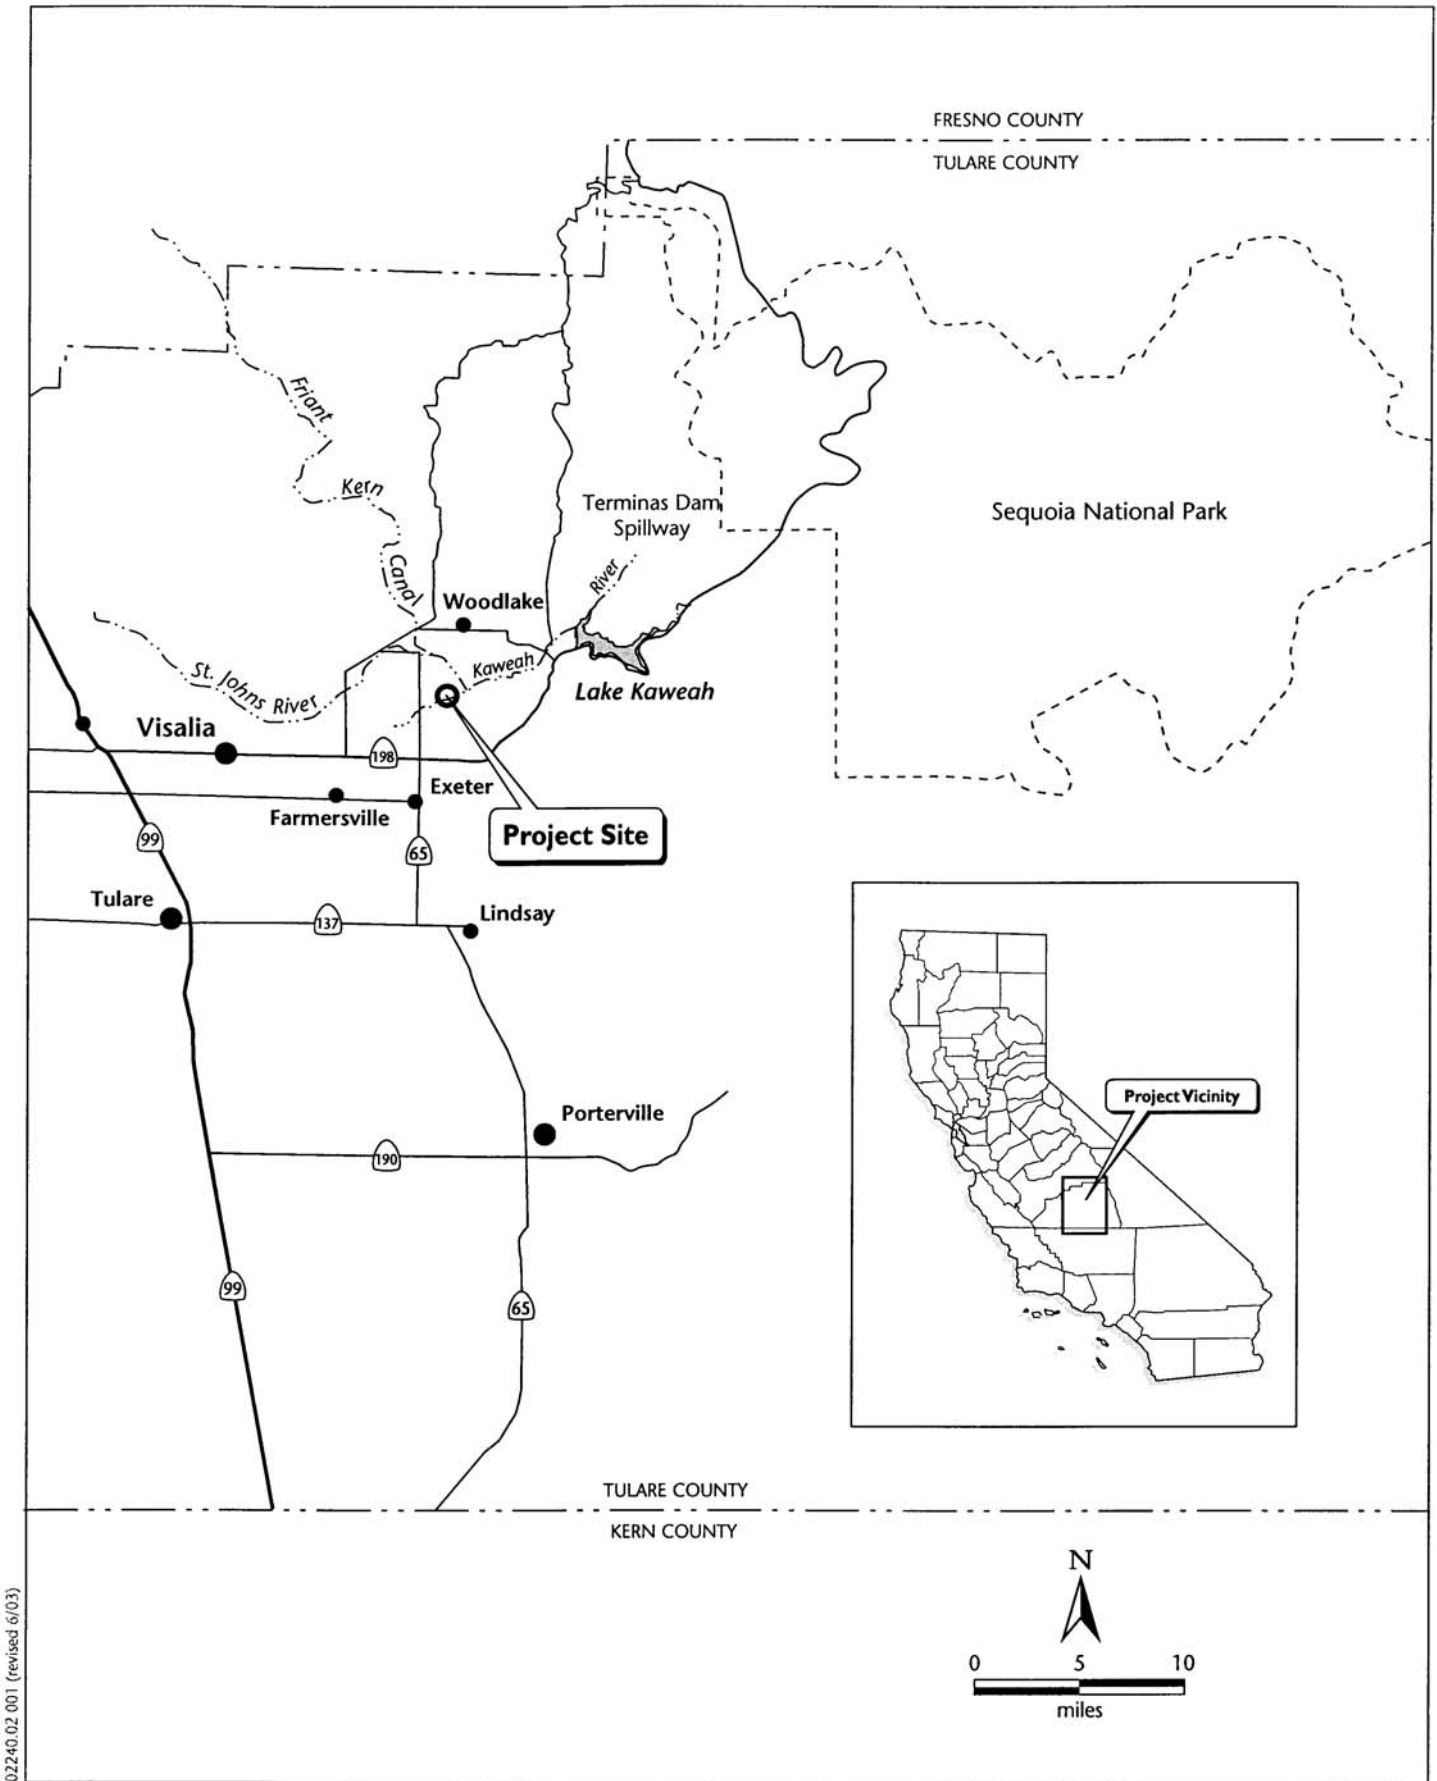 FRESNO COUNTY
TULARE COUNTY
Friant
Kern
Canal
Terminas Dam
Spillway
Sequoia National Park
River
Woodlake
Kaweah
St. Johns River
Lake Kaweah
Visalia
198
Exeter
Farmersville
Project Site
99
65
Tulare
137
Lindsay
Project Vicinity
Porterville
190
99
65
TULARE COUNTY
KERN COUNTY
N
0 5 10
miles
02240.02 001 (revised 6/03)